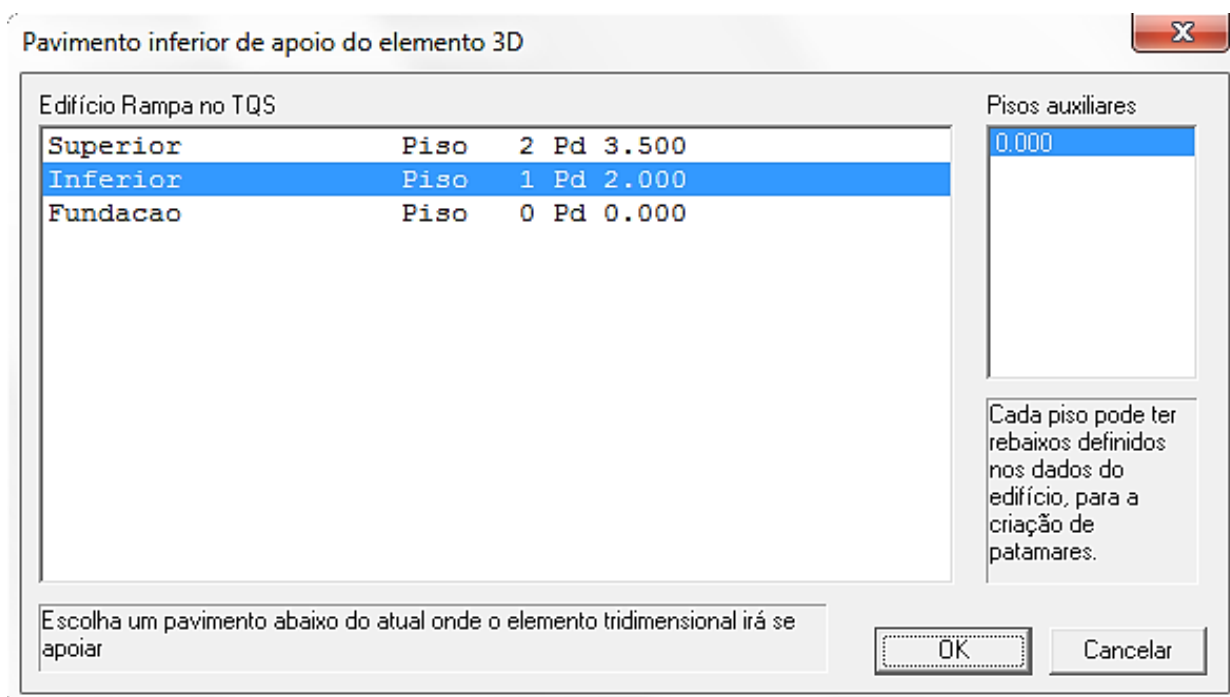 Pavimento inferior de apoio do elemento 3D
Edifício Rampa no TQS
Superior Piso 2 Pd 3.500
Inferior Piso 1 Pd 2.000
Fundacao Piso 0 Pd 0.000
Pisos auxiliares
0.000
Cada piso pode ter
rebaixos definidos
nos dados do
edifício, para a
criação de
patamares.
Escolha um pavimento abaixo do atual onde o elemento tridimensional irá se
apoiar
OK
Cancelar